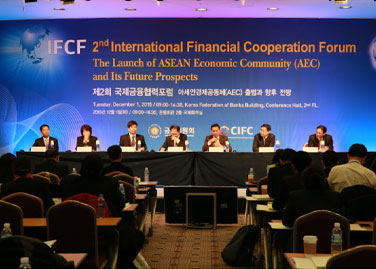 IFCF 2nd International Financial Cooperation Forum
The Launch of ASEAN Economic Community (AEC)
and Its Future Prospects
제2회 국제금융협력포럼 아세안경제공동체(AEC) 출범과 향후 전망
Tuesday, December 1, 2015 / 09:00-14:30, Korea Federation of Banks Building, Conference Hall, 2nd FL.
CIFC